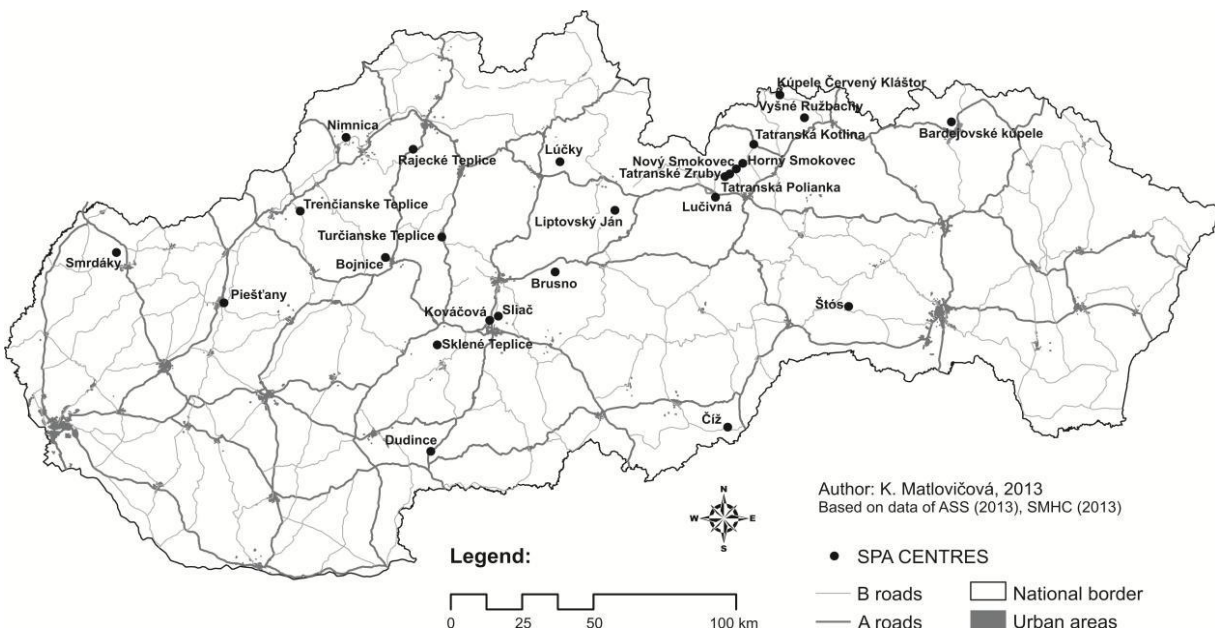 Kúpele Červený Kláštor
Vyšné Ružbachy
Nimnica
Bardejovské kúpele
Tatranská Kotlina
Rajecké Teplice
Lúčky
Nový Smokovec
Horný Smokovec
Tatranské Zruby
Tatranská Polianka
Lučivná
Trenčianske Teplice
Liptovský Ján
Turčianske Teplice
Smrdáky
Bojnice
Brusno
Piešťany
Kováčová
Sliač
Štós
Sklené Teplice
Číž
Dudince
N
W
E
S
Author: K. Matlovičová, 2013
Based on data of ASS (2013), SMHC (2013)
Legend:
SPA CENTRES
B roads
National border
A roads
Urban areas
0 25 50 100 km